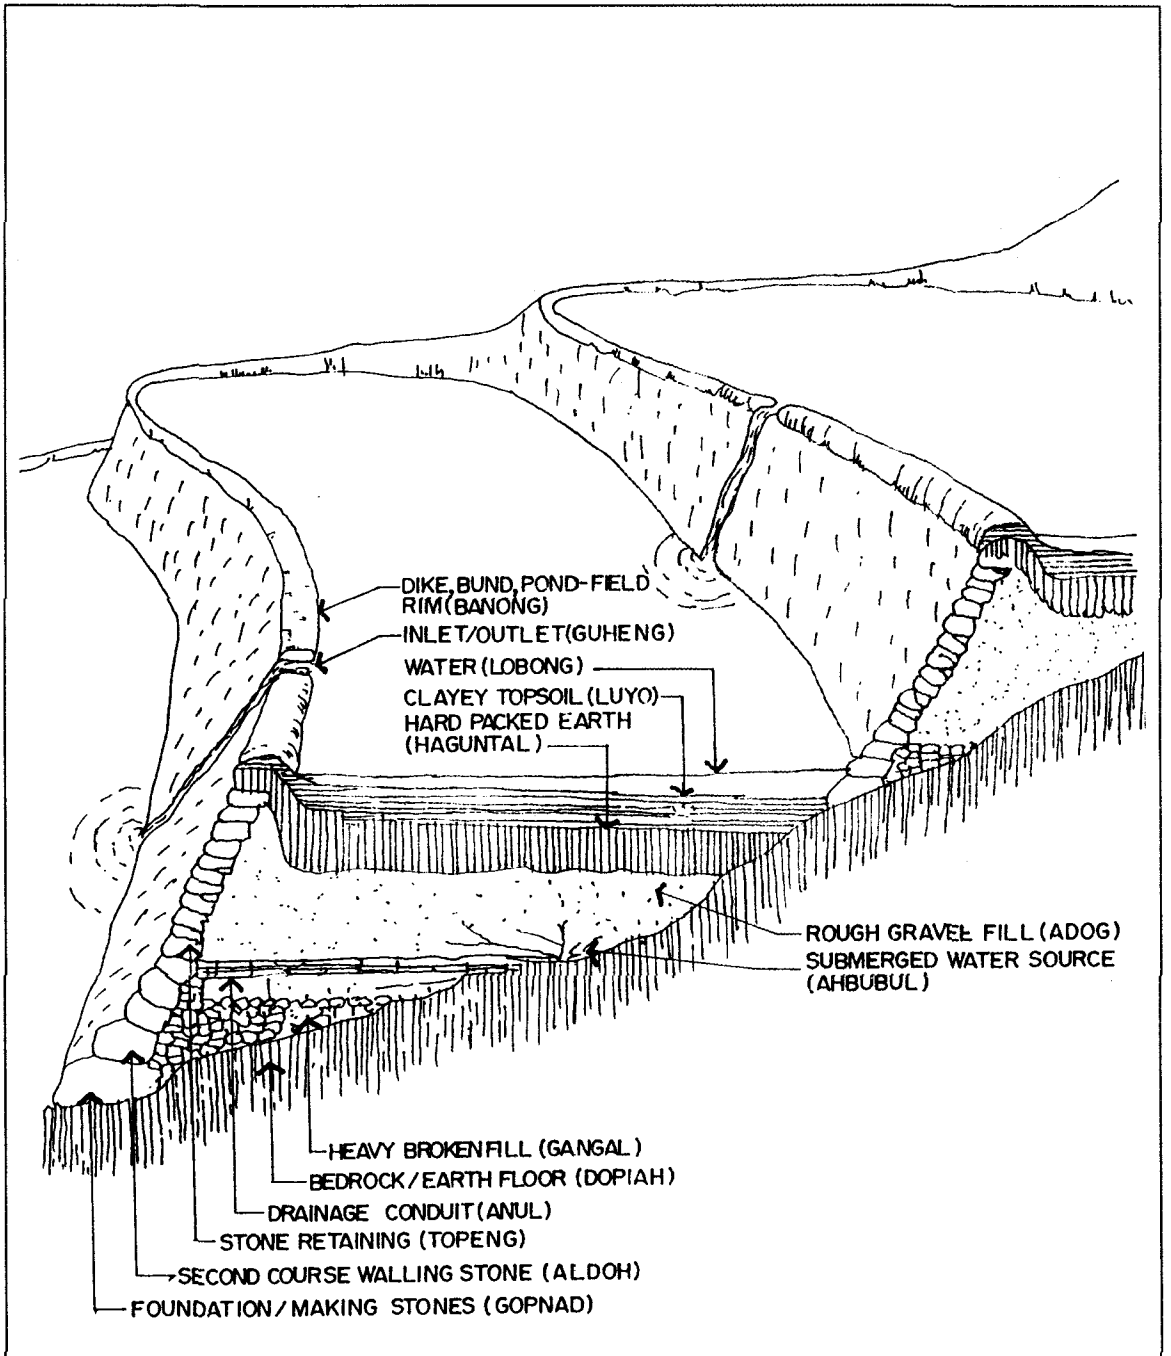 DIKE, BUND, POND-FIELD
RIM (BANONG)
INLET/OUTLET (GUHENG)
WATER (LOBONG)
CLAYEY TOPSOIL (LUYO)
HARD PACKED EARTH
(HAGUNTAL)
ROUGH GRAVEL FILL (ADOG)
SUBMERGED WATER SOURCE
(AHBUBUL)
HEAVY BROKEN FILL (GANGAL)
BEDROCK/EARTH FLOOR (DOPIAH)
DRAINAGE CONDUIT (ANUL)
STONE RETAINING (TOPENG)
SECOND COURSE WALLING STONE (ALDOH)
FOUNDATION/MAKING STONES (GOPNAD)